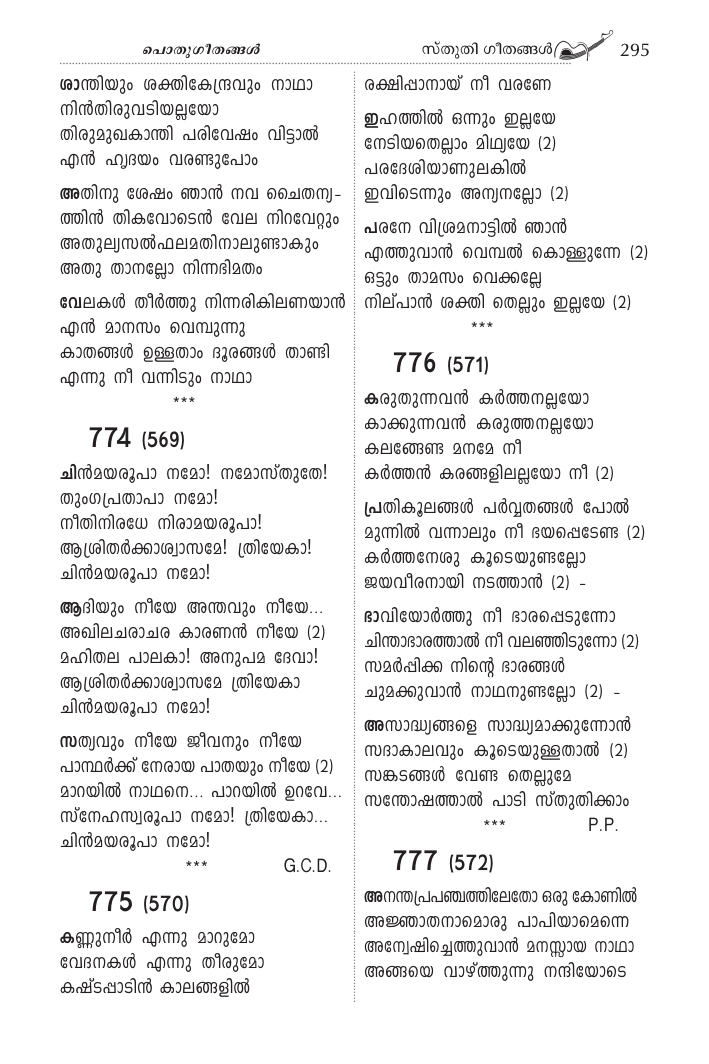 പൊതുഗീതങ്ങൾ
സ്തുതി ഗീതങ്ങൾ 295
ശാന്തിയും ശക്തികേന്ദ്രവും നാഥാ
നിൻതിരുവടിയല്ലയോ
തിരുമുഖകാന്തി പരിവേഷം വിട്ടാൽ
എൻ ഹൃദയം വരണ്ടുപോം
അതിനു ശേഷം ഞാൻ നവ ചൈതന്യ-
ത്തിൻ തികവോടെൻ വേല നിറവേറ്റും
അതുല്യസൽഫലമതിനാലുണ്ടാകും
അതു താനല്ലോ നിന്നഭിമതം
വേലകൾ തീർത്തു നിന്നരികിലണയാൻ
എൻ മാനസം വെമ്പുന്നു
കാതങ്ങൾ ഉള്ളതാം ദൂരങ്ങൾ താണ്ടി
എന്നു നീ വന്നിടും നാഥാ
***
774 (569)
ചിൻമയരൂപാ നമോ! നമോസ്തുതേ!
തുംഗപ്രതാപാ നമോ!
നീതിനിരധേ നിരാമയരൂപാ!
ആശ്രിതർക്കാശ്വാസമേ! ത്രിയേകാ!
ചിൻമയരൂപാ നമോ!
ആദിയും നീയേ അന്തവും നീയേ...
അഖിലചരാചര കാരണൻ നീയേ (2)
മഹിതല പാലകാ! അനുപമ ദേവാ!
ആശ്രിതർക്കാശ്വാസമേ ത്രിയേകാ
ചിൻമയരൂപാ നമോ!
സത്യവും നീയേ ജീവനും നീയേ
പാന്ഥർക്ക് നേരായ പാതയും നീയേ (2)
മാറയിൽ നാഥനെ... പാറയിൽ ഉറവേ...
സ്നേഹസ്വരൂപാ നമോ! ത്രിയേകാ...
ചിൻമയരൂപാ നമോ!
*** G.C.D.
775 (570)
കണ്ണുനീർ എന്നു മാറുമോ
വേദനകൾ എന്നു തീരുമോ
കഷ്ടപ്പാടിൻ കാലങ്ങളിൽ
രക്ഷിപ്പാനായ് നീ വരണേ
ഇഹത്തിൽ ഒന്നും ഇല്ലയേ
നേടിയതെല്ലാം മിഥ്യയേ (2)
പരദേശിയാണുലകിൽ
ഇവിടെന്നും അന്യനല്ലോ (2)
പരനേ വിശ്രമനാട്ടിൽ ഞാൻ
എത്തുവാൻ വെമ്പൽ കൊള്ളുന്നേ (2)
ഒട്ടും താമസം വെക്കല്ലേ
നില്പാൻ ശക്തി തെല്ലും ഇല്ലയേ (2)
***
776 (571)
കരുതുന്നവൻ കർത്തനല്ലയോ
കാക്കുന്നവൻ കരുത്തനല്ലയോ
കലങ്ങേണ്ട മനമേ നീ
കർത്തൻ കരങ്ങളിലല്ലയോ നീ (2)
പ്രതികൂലങ്ങൾ പർവ്വതങ്ങൾ പോൽ
മുന്നിൽ വന്നാലും നീ ഭയപ്പെടേണ്ട (2)
കർത്തനേശു കൂടെയുണ്ടല്ലോ
ജയവീരനായി നടത്താൻ (2) -
ഭാവിയോർത്തു നീ ഭാരപ്പെടുന്നോ
ചിന്താഭാരത്താൽ നീ വലഞ്ഞിടുന്നോ (2)
സമർപ്പിക്ക നിന്റെ ഭാരങ്ങൾ
ചുമക്കുവാൻ നാഥനുണ്ടല്ലോ (2) -
അസാദ്ധ്യങ്ങളെ സാദ്ധ്യമാക്കുന്നോൻ
സദാകാലവും കൂടെയുള്ളതാൽ (2)
സങ്കടങ്ങൾ വേണ്ട തെല്ലുമേ
സന്തോഷത്താൽ പാടി സ്തുതിക്കാം
*** P.P.
777 (572)
അനന്തപ്രപഞ്ചത്തിലേതോ ഒരു കോണിൽ
അജ്ഞാതനാമൊരു പാപിയാമെന്നെ
അന്വേഷിച്ചെത്തുവാൻ മനസ്സായ നാഥാ
അങ്ങയെ വാഴ്ത്തുന്നു നന്ദിയോടെ